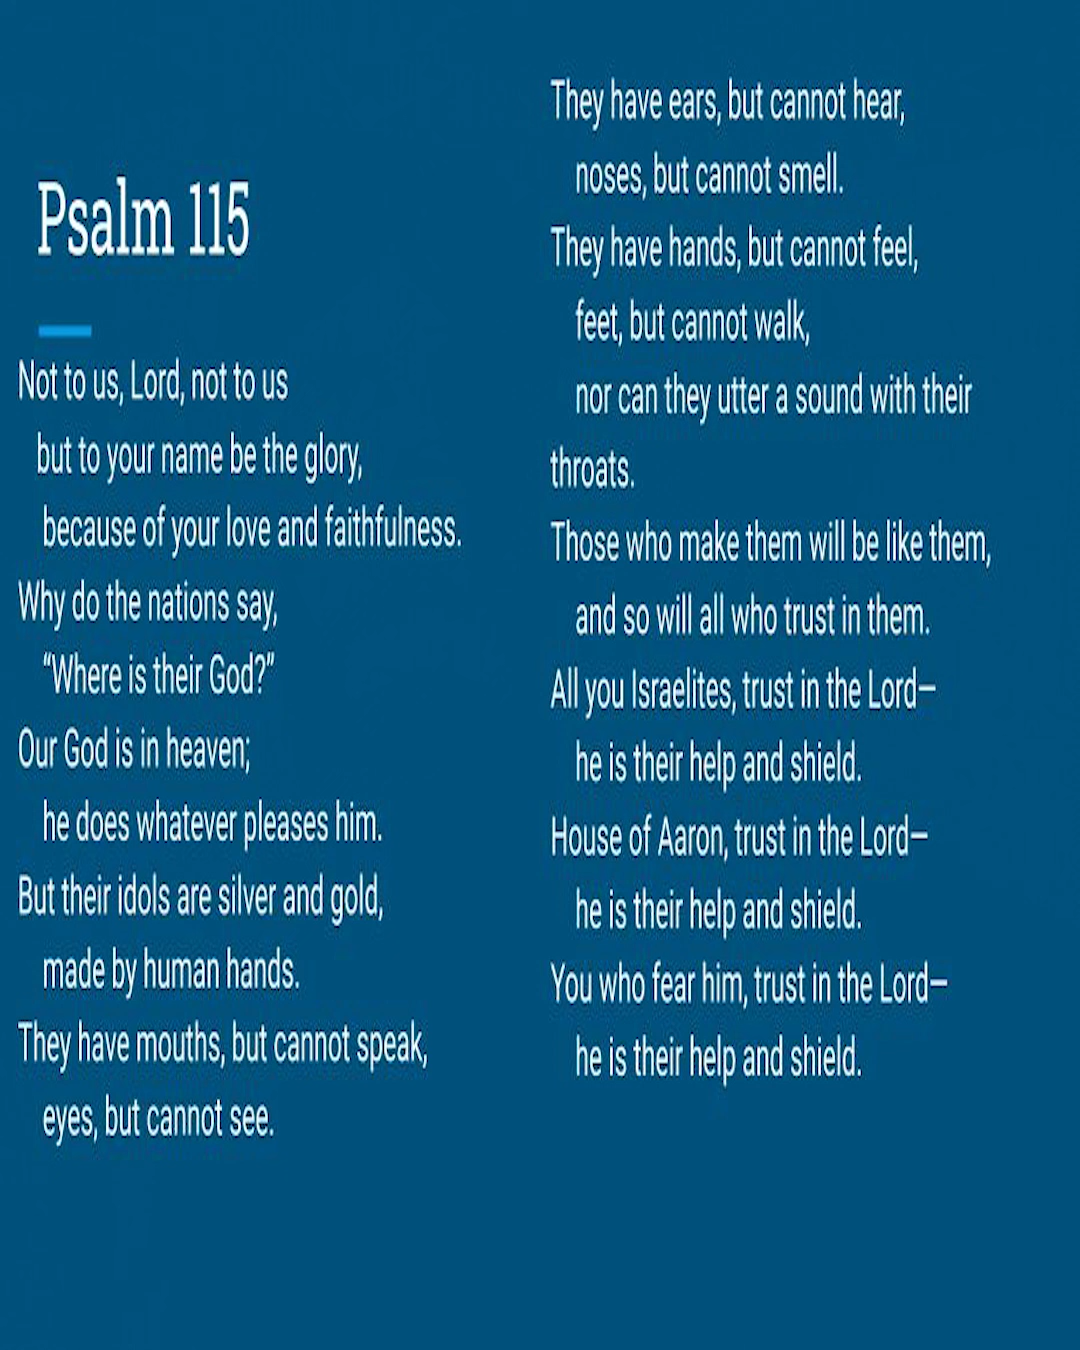 Psalm 115
Not to us, Lord, not to us
but to your name be the glory,
because of your love and faithfulness.
Why do the nations say,
“Where is their God?”
Our God is in heaven;
he does whatever pleases him.
But their idols are silver and gold,
made by human hands.
They have mouths, but cannot speak,
eyes, but cannot see.
They have ears, but cannot hear,
noses, but cannot smell.
They have hands, but cannot feel,
feet, but cannot walk,
nor can they utter a sound with their
throats.
Those who make them will be like them,
and so will all who trust in them.
All you Israelites, trust in the Lord—
he is their help and shield.
House of Aaron, trust in the Lord—
he is their help and shield.
You who fear him, trust in the Lord—
he is their help and shield.